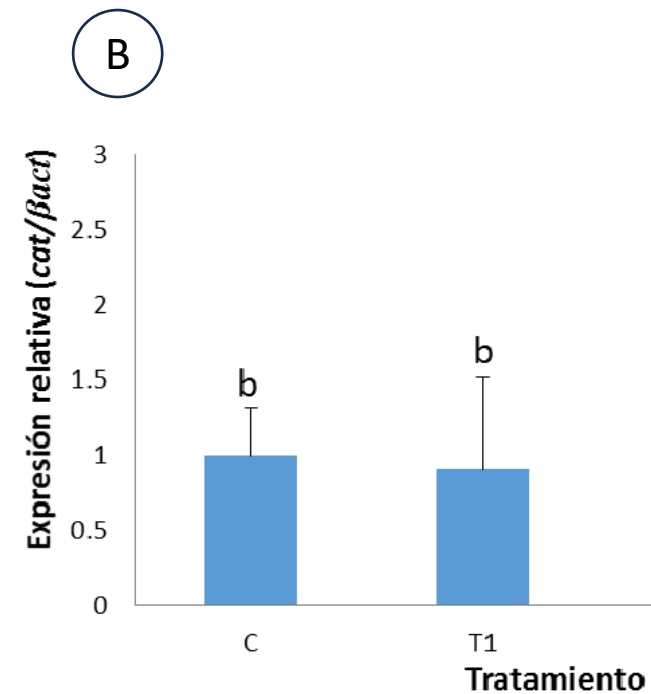 B
Expresión relativa (cat/βact)
3
2.5
2
1.5
1
0.5
0
b
b
C
T1
Tratamiento